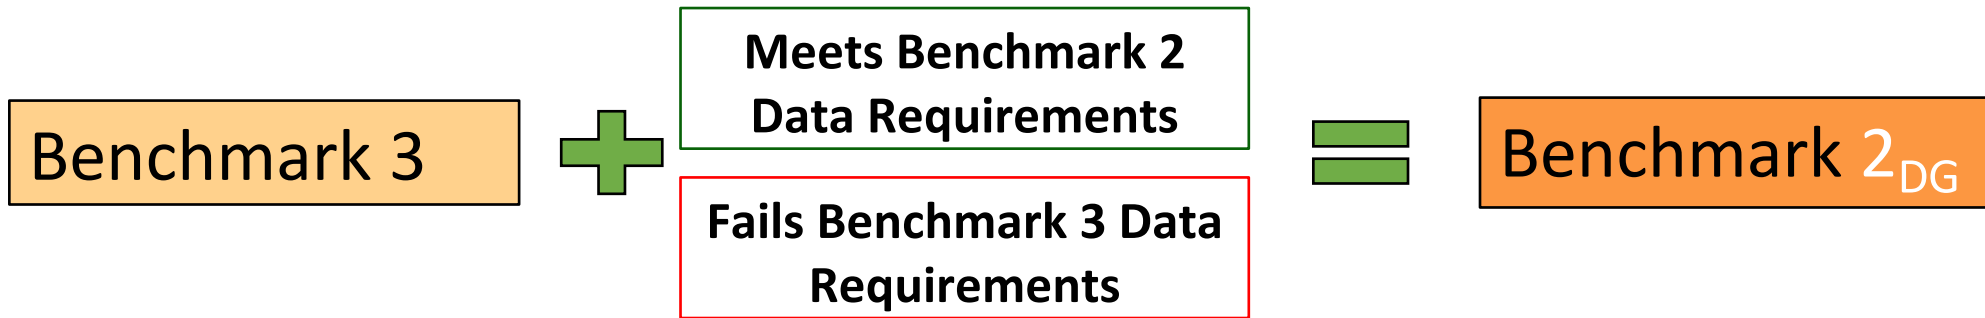 Benchmark 3
Meets Benchmark 2
Data Requirements
Fails Benchmark 3 Data
Requirements
Benchmark 2DG